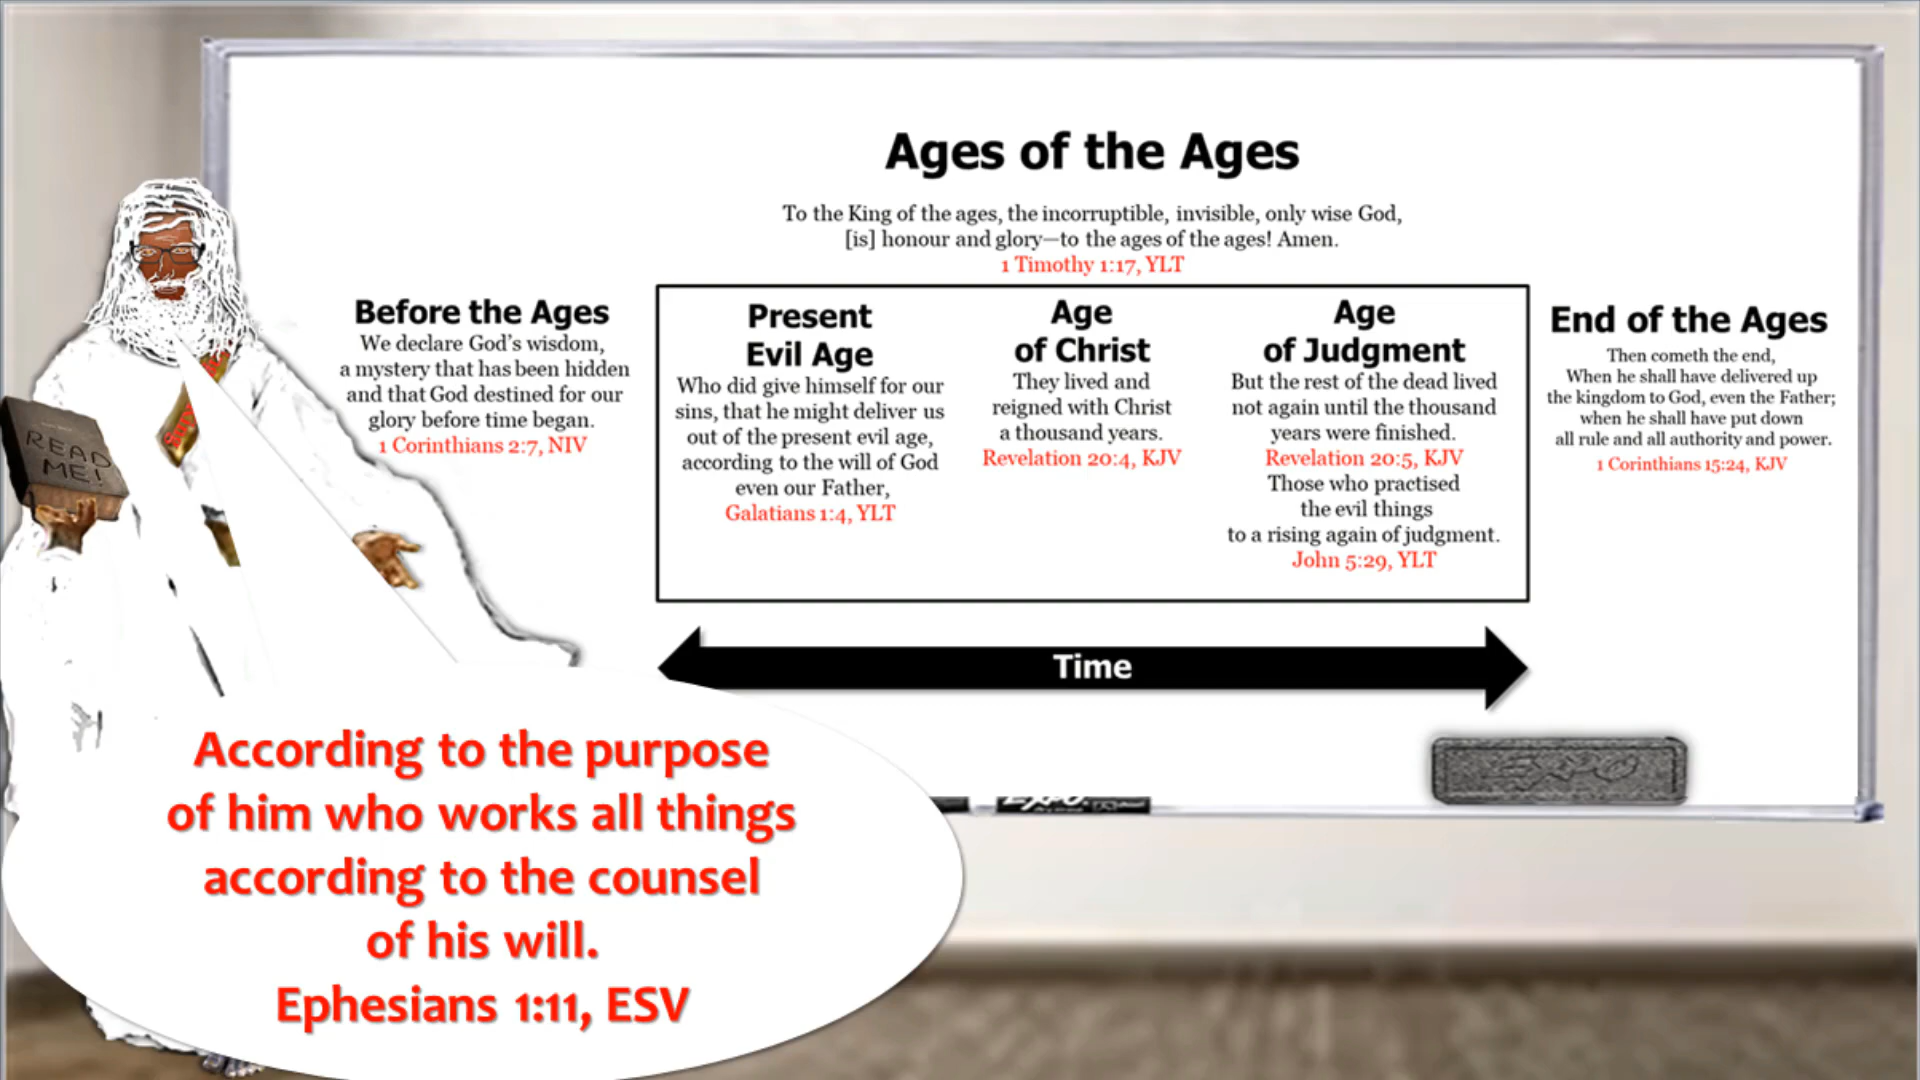 Ages of the Ages
To the King of the ages, the incorruptible, invisible, only wise God,
[is] honour and glory—to the ages of the ages! Amen.
1 Timothy 1:17, YLT
Before the Ages
We declare God's wisdom,
a mystery that has been hidden
and that God destined for our
glory before time began.
1 Corinthians 2:7, NIV
Present
Evil Age
Who did give himself for our
sins, that he might deliver us
out of the present evil age,
according to the will of God
even our Father,
Galatians 1:4, YLT
Age
of Christ
They lived and
reigned with Christ
a thousand years.
Revelation 20:4, KJV
Age
of Judgment
But the rest of the dead lived
not again until the thousand
years were finished.
Revelation 20:5, KJV
Those who practised
the evil things
to a rising again of judgment.
John 5:29, YLT
End of the Ages
Then cometh the end,
When he shall have delivered up
the kingdom to God, even the Father;
when he shall have put down
all rule and all authority and power.
1 Corinthians 15:24, KJV
READ
ME!
Time
EXPO
EXPO
According to the purpose
of him who works all things
according to the counsel
of his will.
Ephesians 1:11, ESV